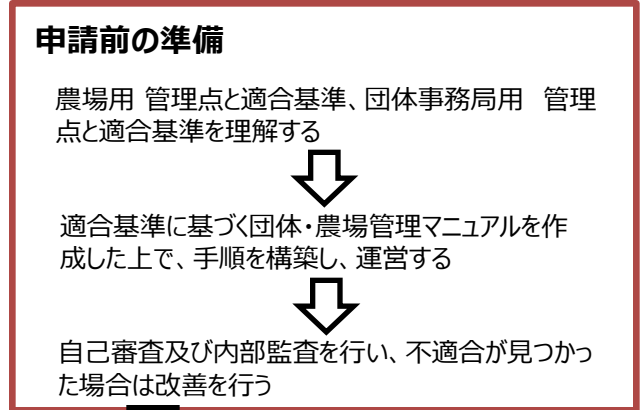 申請前の準備
農場用 管理点と適合基準、団体事務局用　管理
点と適合基準を理解する
適合基準に基づく団体・農場管理マニュアルを作
成した上で、手順を構築し、運営する
自己審査及び内部監査を行い、不適合が見つかっ
た場合は改善を行う